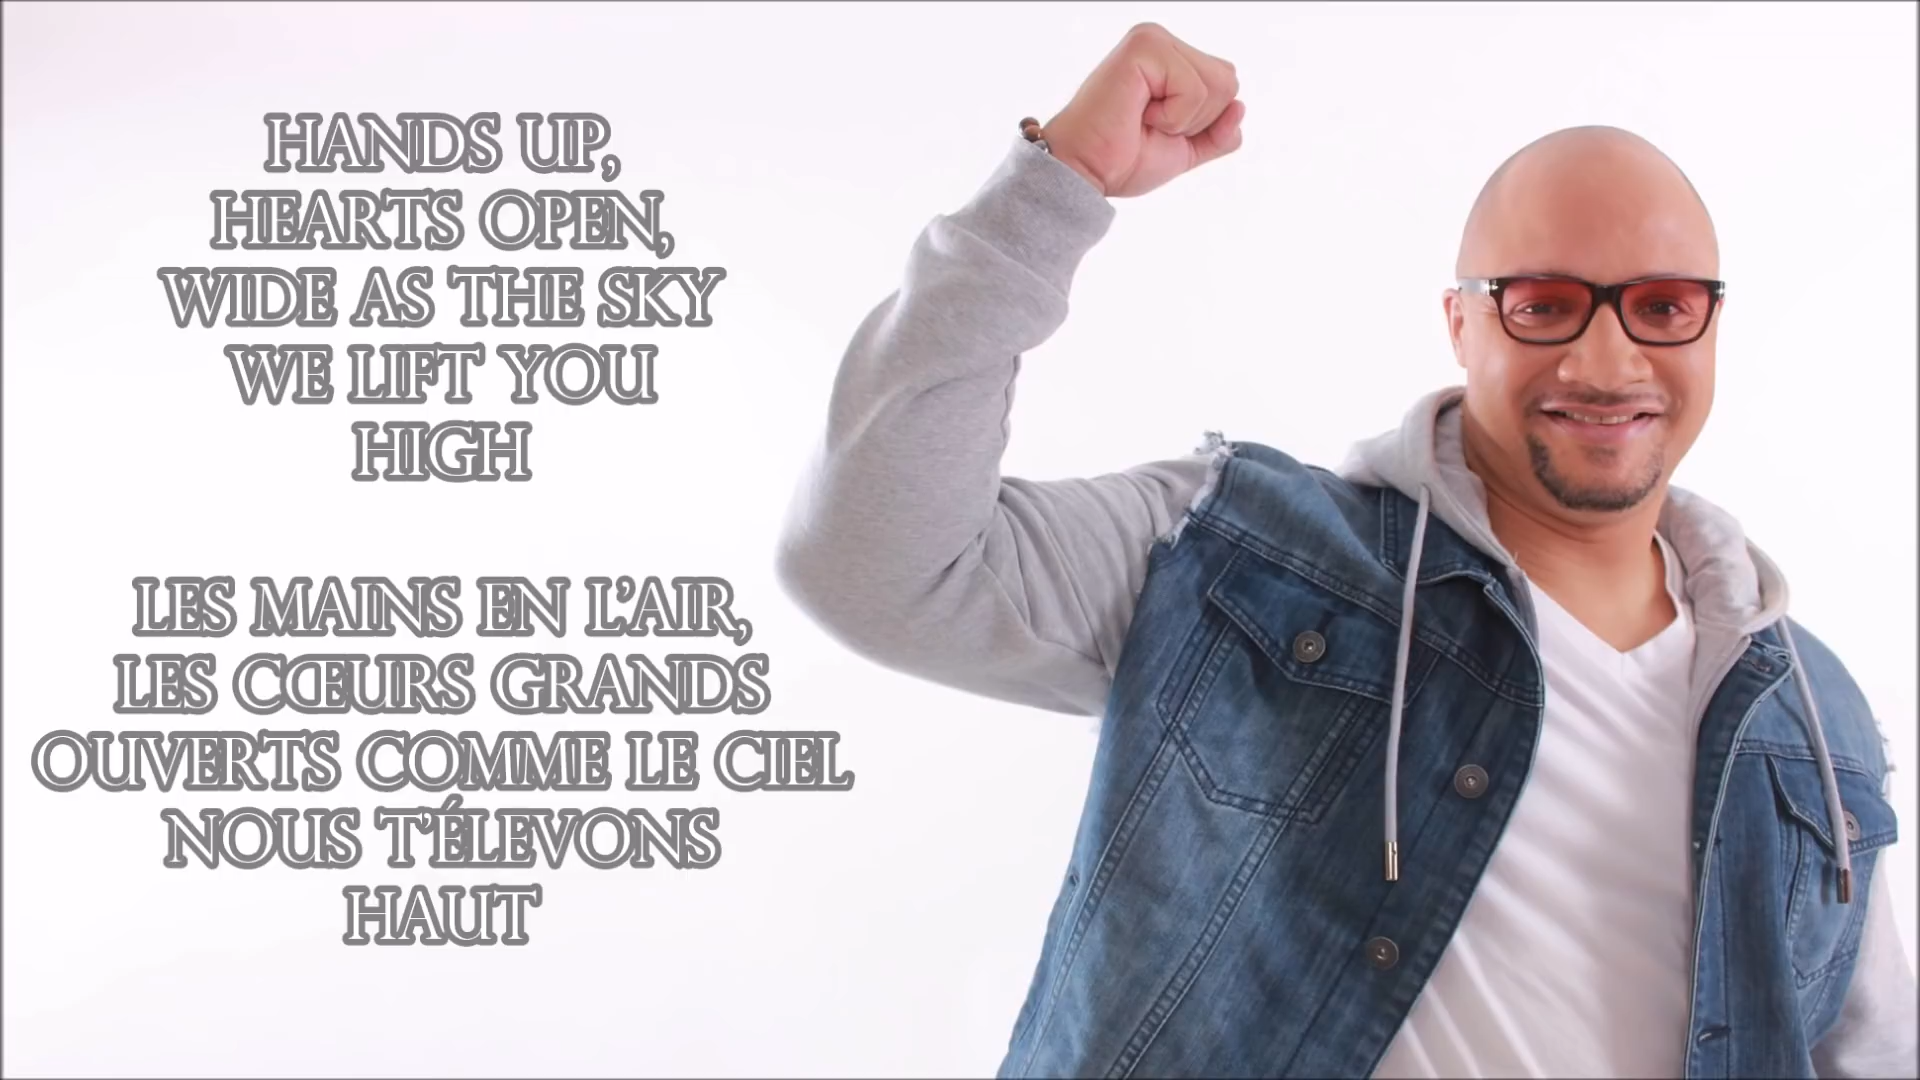 HANDS UP,
HEARTS OPEN,
WIDE AS THE SKY
WE LIFT YOU
HIGH
LES MAINS EN L’AIR,
LES CŒURS GRANDS
OUVERTS COMME LE CIEL
NOUS T'ÉLEVONS
HAUT